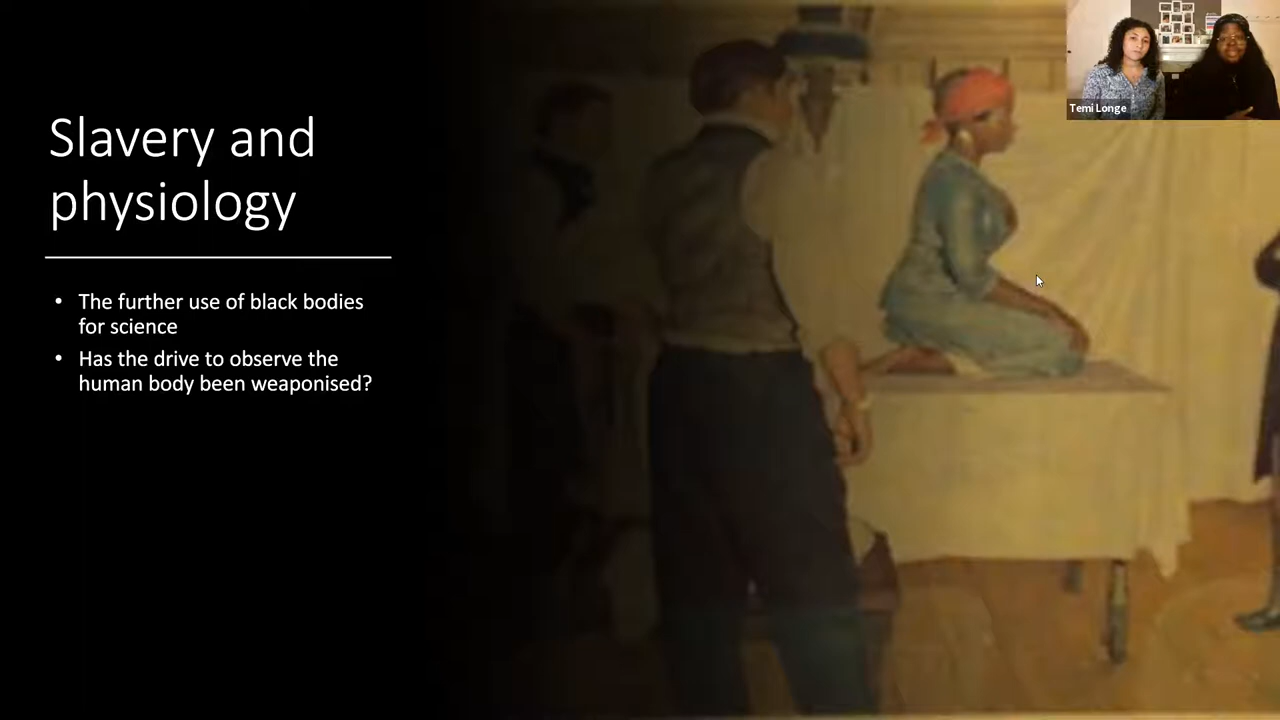 Slavery and
physiology
• The further use of black bodies
for science
• Has the drive to observe the
human body been weaponised?
Temi Longe